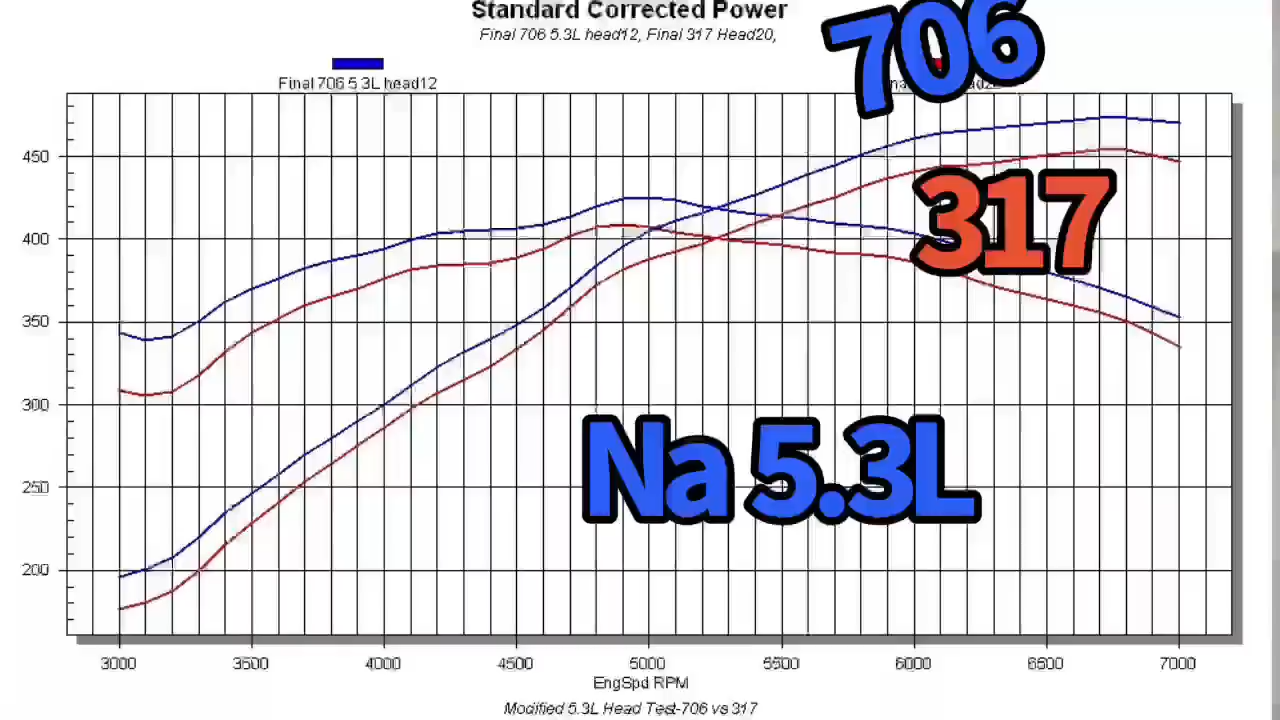 Standard Corrected Power
Final 706 5.3L head12, Final 317 Head20,
706
Final 706 5.3L head12
317
450
400
350
300
250
200
Na 5.3L
3000 3500 4000 4500 5000 5500 6000 6500 7000
EngSpd RPM
Modified 5.3L Head Test-706 vs 317